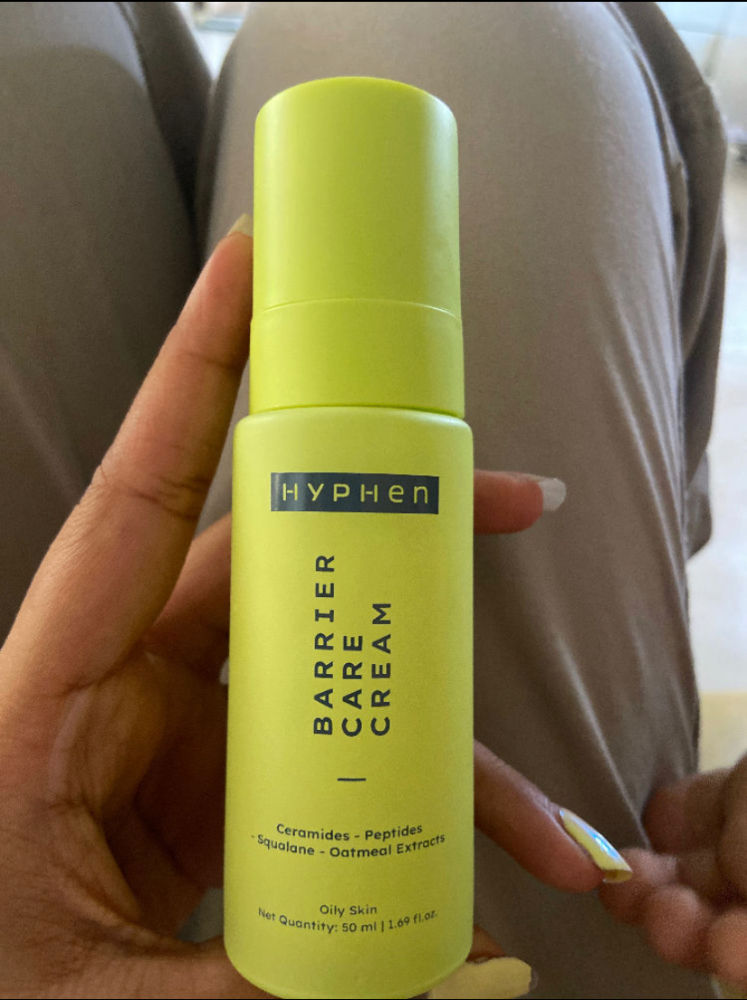 HYPHen
BARRIER
CARE
CREAM
Ceramides - Peptides
- Squalane - Oatmeal Extracts
Oily Skin
Net Quantity: 50 ml | 1.69 fl.oz.